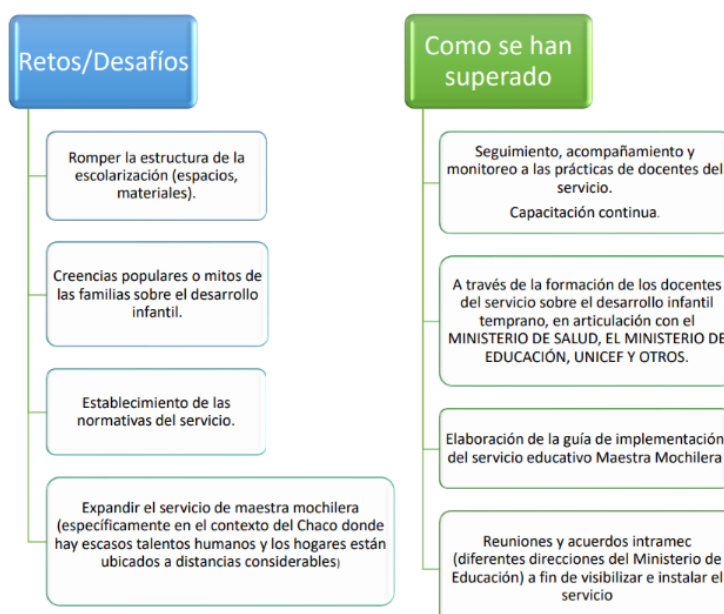 Retos/Desafíos
Romper la estructura de la
escolarización (espacios,
materiales).
Creencias populares o mitos de
las familias sobre el desarrollo
infantil.
Establecimiento de las
normativas del servicio.
Expandir el servicio de maestra mochilera
(específicamente en el contexto del Chaco donde
hay escasos talentos humanos y los hogares están
ubicados a distancias considerables)
Como se han
superado
Seguimiento, acompañamiento y
monitoreo a las prácticas de docentes del
servicio.
Capacitación continua.
A través de la formación de los docentes
del servicio sobre el desarrollo infantil
temprano, en articulación con el
MINISTERIO DE SALUD, EL MINISTERIO DE
EDUCACIÓN, UNICEF Y OTROS.
Elaboración de la guía de implementación
del servicio educativo Maestra Mochilera
Reuniones y acuerdos intramec
(diferentes direcciones del Ministerio de
Educación) a fin de visibilizar e instalar el
servicio